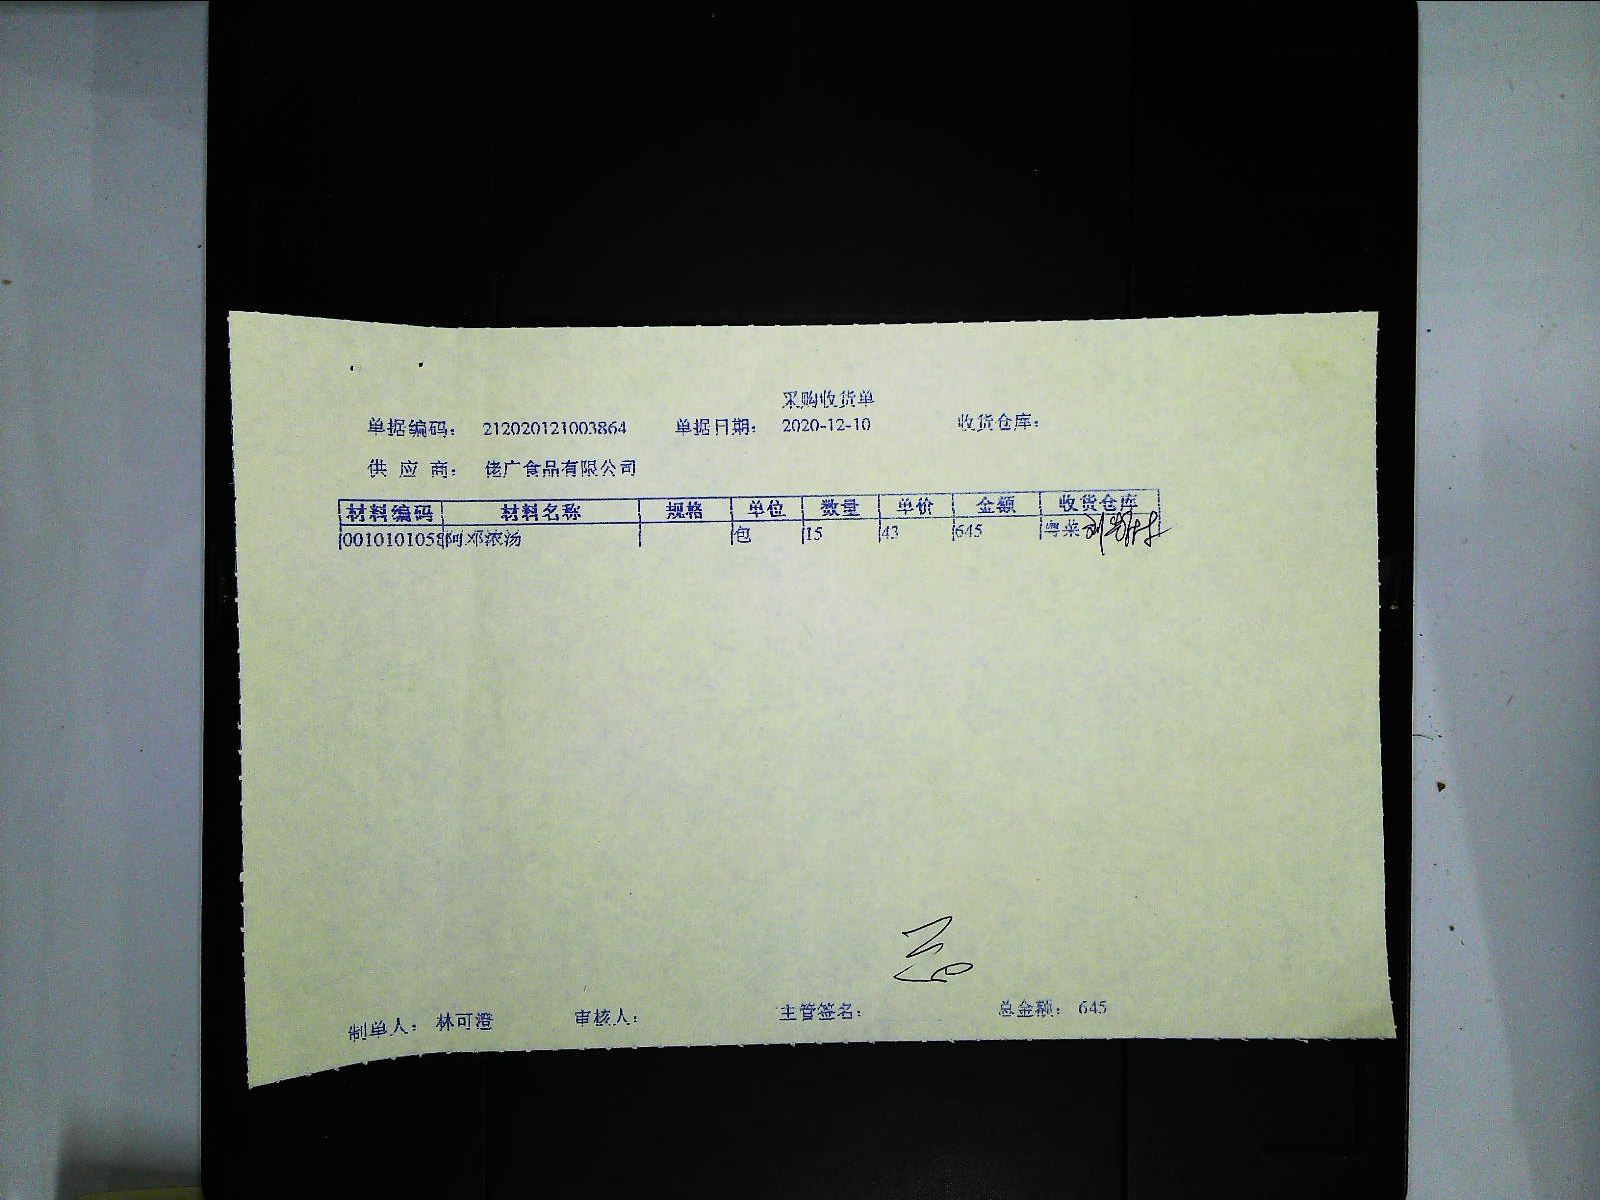 采购收货单
单据编码: 212020121003864 单据日期: 2020-12-10 收货仓库:
供 应 商: 佬广食品有限公司
材料编码 材料名称 规格 单位 数量 单价 金额 收货仓库
0010101058 阿邓浓汤 包 15 43 645 粤菜
制单人: 林可澄 审核人: 主管签名: 总金额: 645